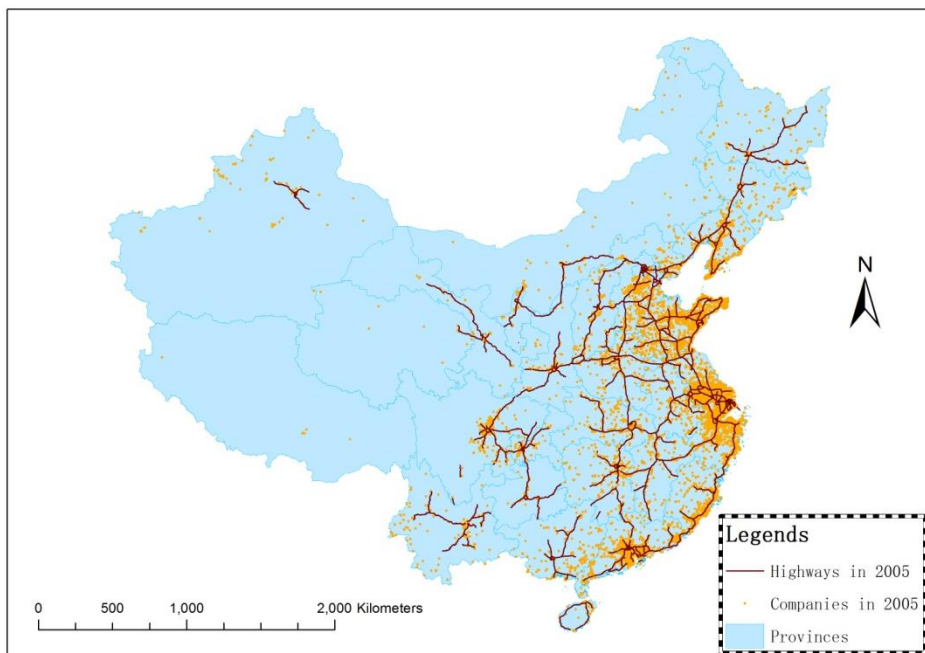 N
Legends
Highways in 2005
Companies in 2005
Provinces
0 500 1,000 2,000 Kilometers